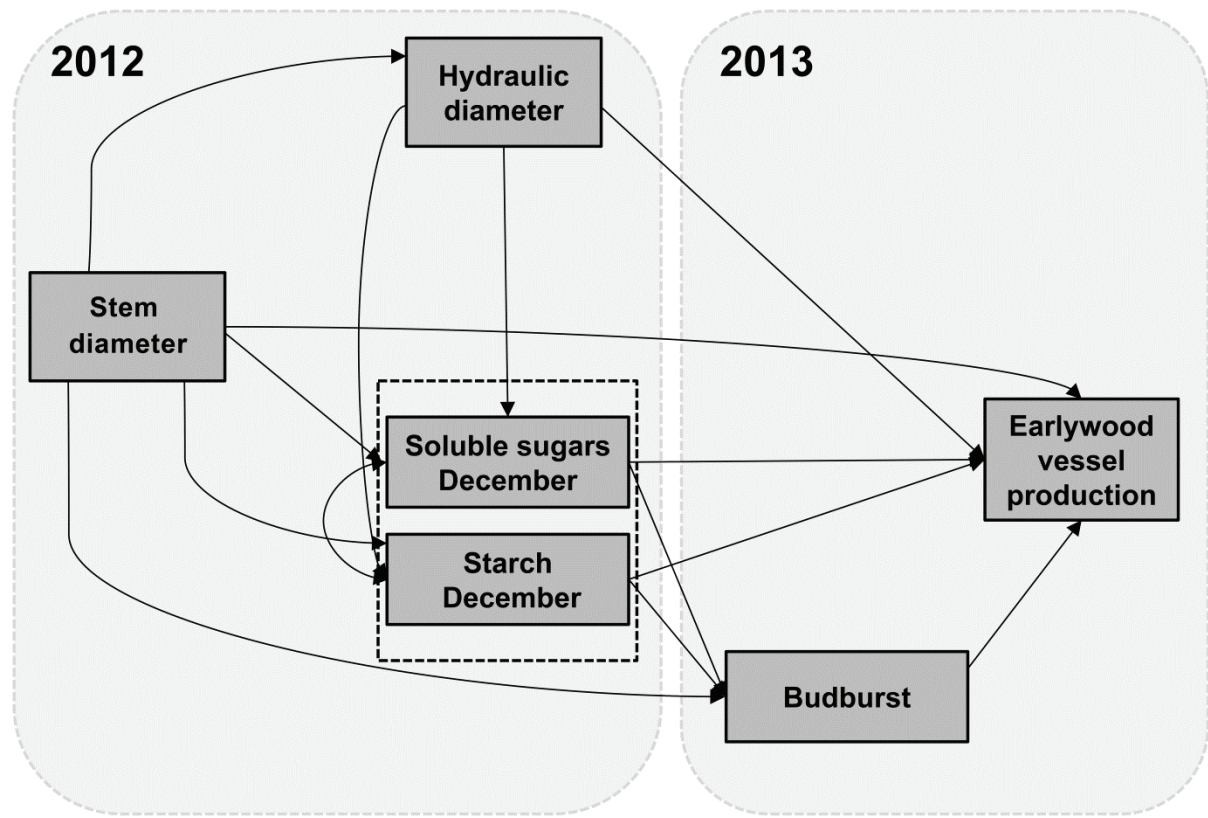 2012
Hydraulic
diameter
2013
Stem
diameter
Soluble sugars
December
Starch
December
Earlywood
vessel
production
Budburst